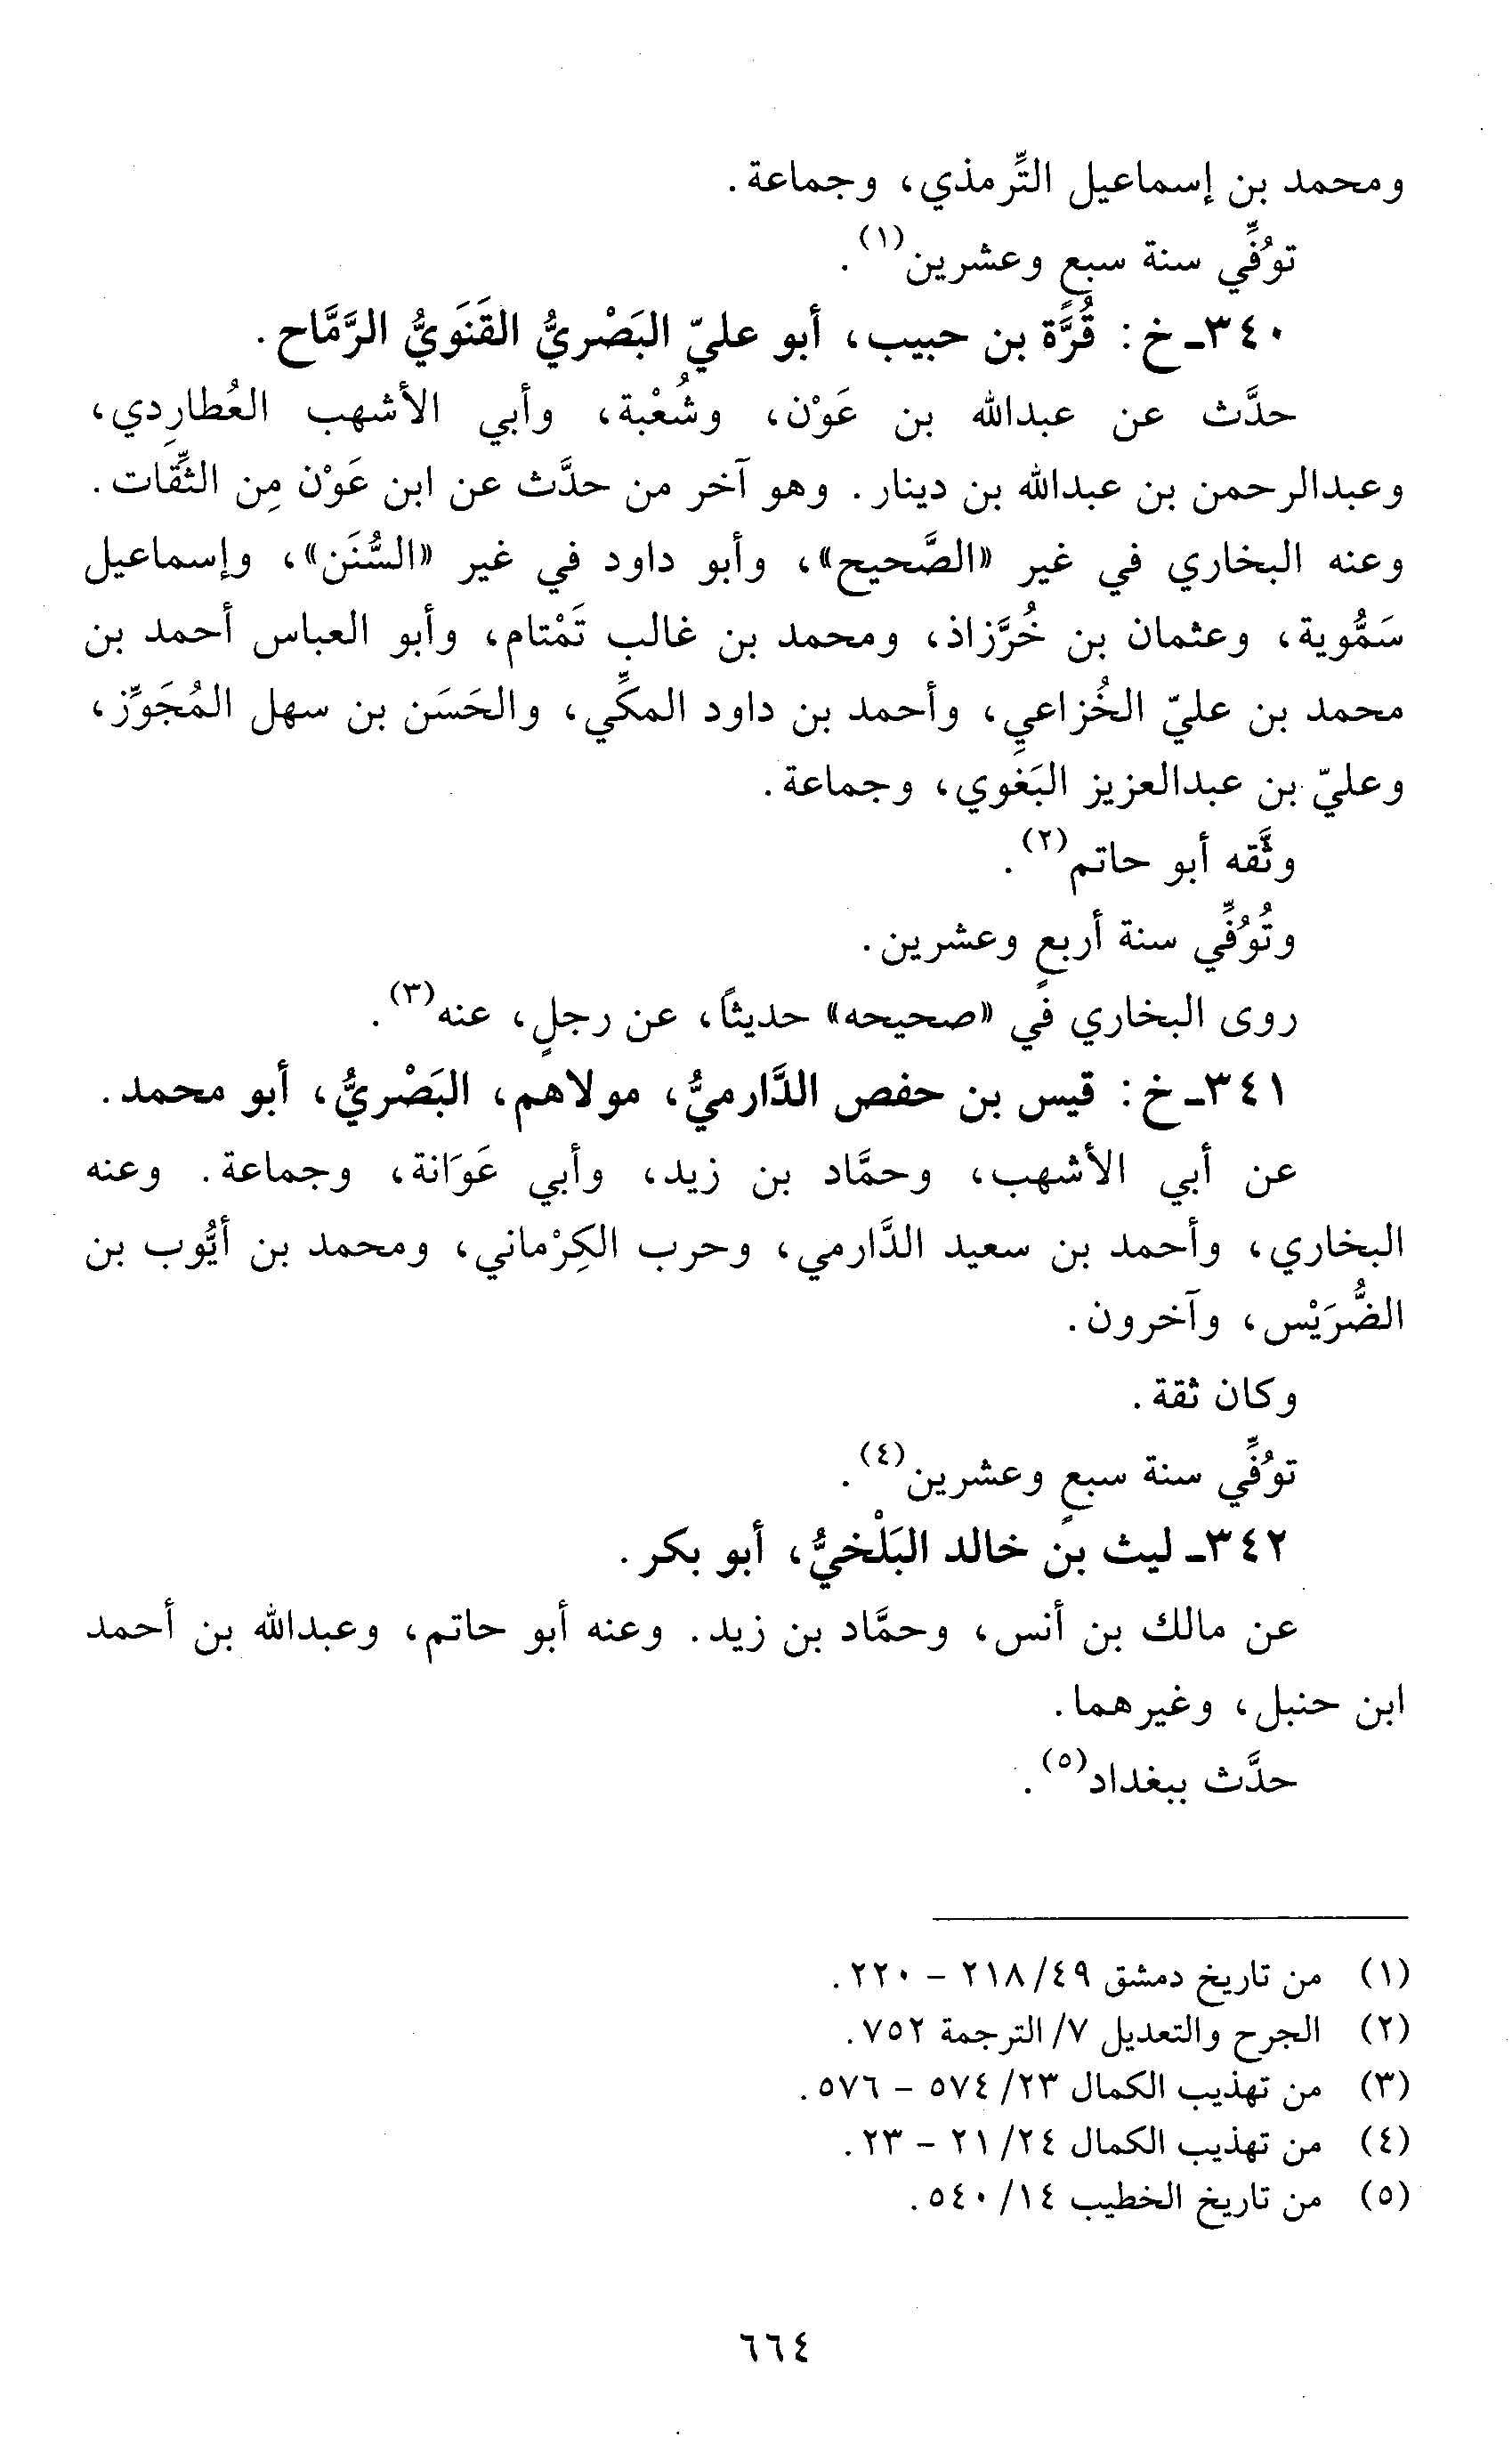 ومحمد بن إسماعيل التِّرمذي، وجماعة.
توُفِّي سنة سبعٍ وعشرين(١).
٣٤٠ـ خ: قُرَّة بن حبيب، أبو عليّ البَصْريُّ القَنَويُّ الرَّمَّاح.
حدَّث عن عبدالله بن عَوْن، وشُعْبة، وأبي الأشهب العُطارِدي،
وعبدالرحمن بن عبدالله بن دينار. وهو آخر من حدَّث عن ابن عَوْن مِن الثِّقَات.
وعنه البخاري في غير «الصَّحيح»، وأبو داود في غير «السُّنَن»، وإسماعيل
سَمُّوية، وعثمان بن خُرَّزاذ، ومحمد بن غالب تَمْتام، وأبو العباس أحمد بن
محمد بن عليّ الخُزاعيِ، وأحمد بن داود المكِّي، والحَسَن بن سهل المُجَوِّز،
وعليّ بن عبدالعزيز البَغَوي، وجماعة.
وثَّقه أبو حاتم(٢).
وتُوُفِّي سنة أربعٍ وعشرين.
روى البخاري في «صحيحه» حديثاً، عن رجلٍ، عنه(٣).
٣٤١ـ خ: قيس بن حفص الدَّارميُّ، مولاهم، البَصْريُّ، أبو محمد.
عن أبي الأشهب، وحمَّاد بن زيد، وأبي عَوَانة، وجماعة. وعنه
البخاري، وأحمد بن سعيد الدَّارمي، وحرب الكِرْماني، ومحمد بن أيُّوب بن
الضُّرَيْس، وآخرون.
وكان ثقة.
توُفِّي سنة سبعٍ وعشرين(٤).
٣٤٢ـ ليث بن خالد البَلْخيُّ، أبو بكر.
عن مالك بن أنس، وحمَّاد بن زيد. وعنه أبو حاتم، وعبدالله بن أحمد
ابن حنبل، وغيرهما.
حدَّث ببغداد(٥).
(١) من تاريخ دمشق ٤٩/ ٢١٨ - ٢٢٠.
(٢) الجرح والتعديل ٧/ الترجمة ٧٥٢.
(٣) من تهذيب الكمال ٢٣/ ٥٧٤ - ٥٧٦.
(٤) من تهذيب الكمال ٢٤/ ٢١ - ٢٣.
(٥) من تاريخ الخطيب ١٤/ ٥٤٠.
٦٦٤